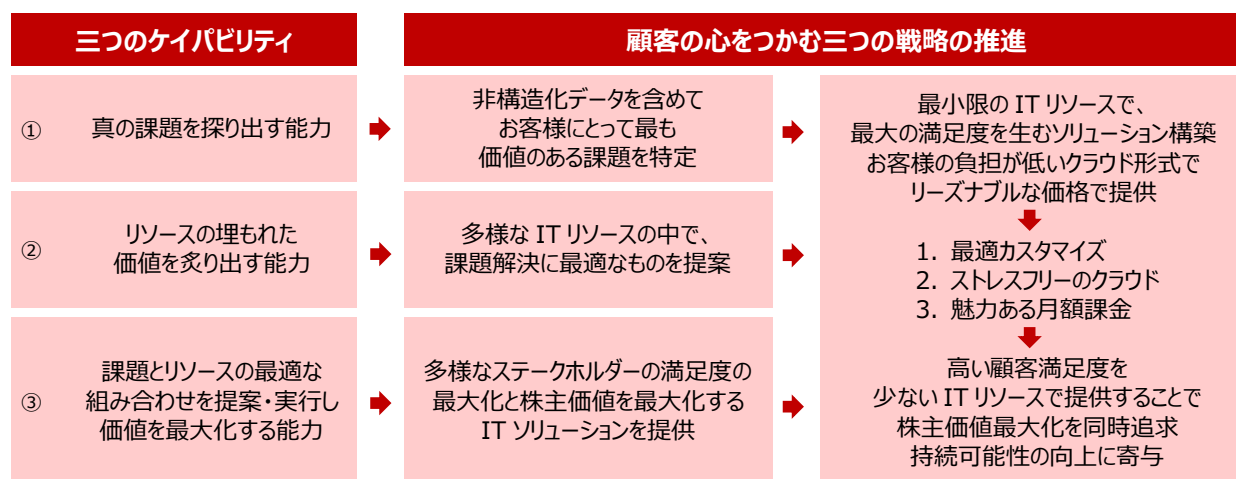 三つのケイパビリティ
顧客の心をつかむ三つの戦略の推進
①
真の課題を探り出す能力
非構造化データを含めて
お客様にとって最も
価値のある課題を特定
②
リソースの埋もれた
価値を炙り出す能力
多様な IT リソースの中で、
課題解決に最適なものを提案
③
課題とリソースの最適な
組み合わせを提案・実行し
価値を最大化する能力
多様なステークホルダーの満足度の
最大化と株主価値を最大化する
IT ソリューションを提供
最小限の IT リソースで、
最大の満足度を生むソリューション構築
お客様の負担が低いクラウド形式で
リーズナブルな価格で提供
1. 最適カスタマイズ
2. ストレスフリーのクラウド
3. 魅力ある月額課金
高い顧客満足度を
少ない IT リソースで提供することで
株主価値最大化を同時追求
持続可能性の向上に寄与